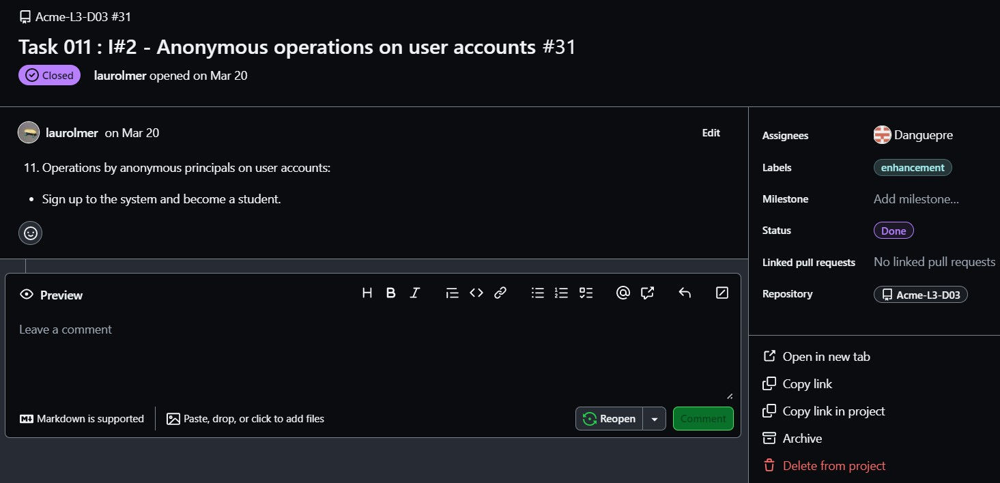 Acme-L3-D03 #31
Task 011 : I#2 - Anonymous operations on user accounts #31
Closed laurolmer opened on Mar 20
laurolmer on Mar 20 Edit
11. Operations by anonymous principals on user accounts:
• Sign up to the system and become a student.
Preview H B I
Leave a comment
Markdown is supported Paste, drop, or click to add files Reopen Comment
Assignees Danguepre
Labels enhancement
Milestone Add milestone...
Status Done
Linked pull requests No linked pull requests
Repository Acme-L3-D03
Open in new tab
Copy link
Copy link in project
Archive
Delete from project